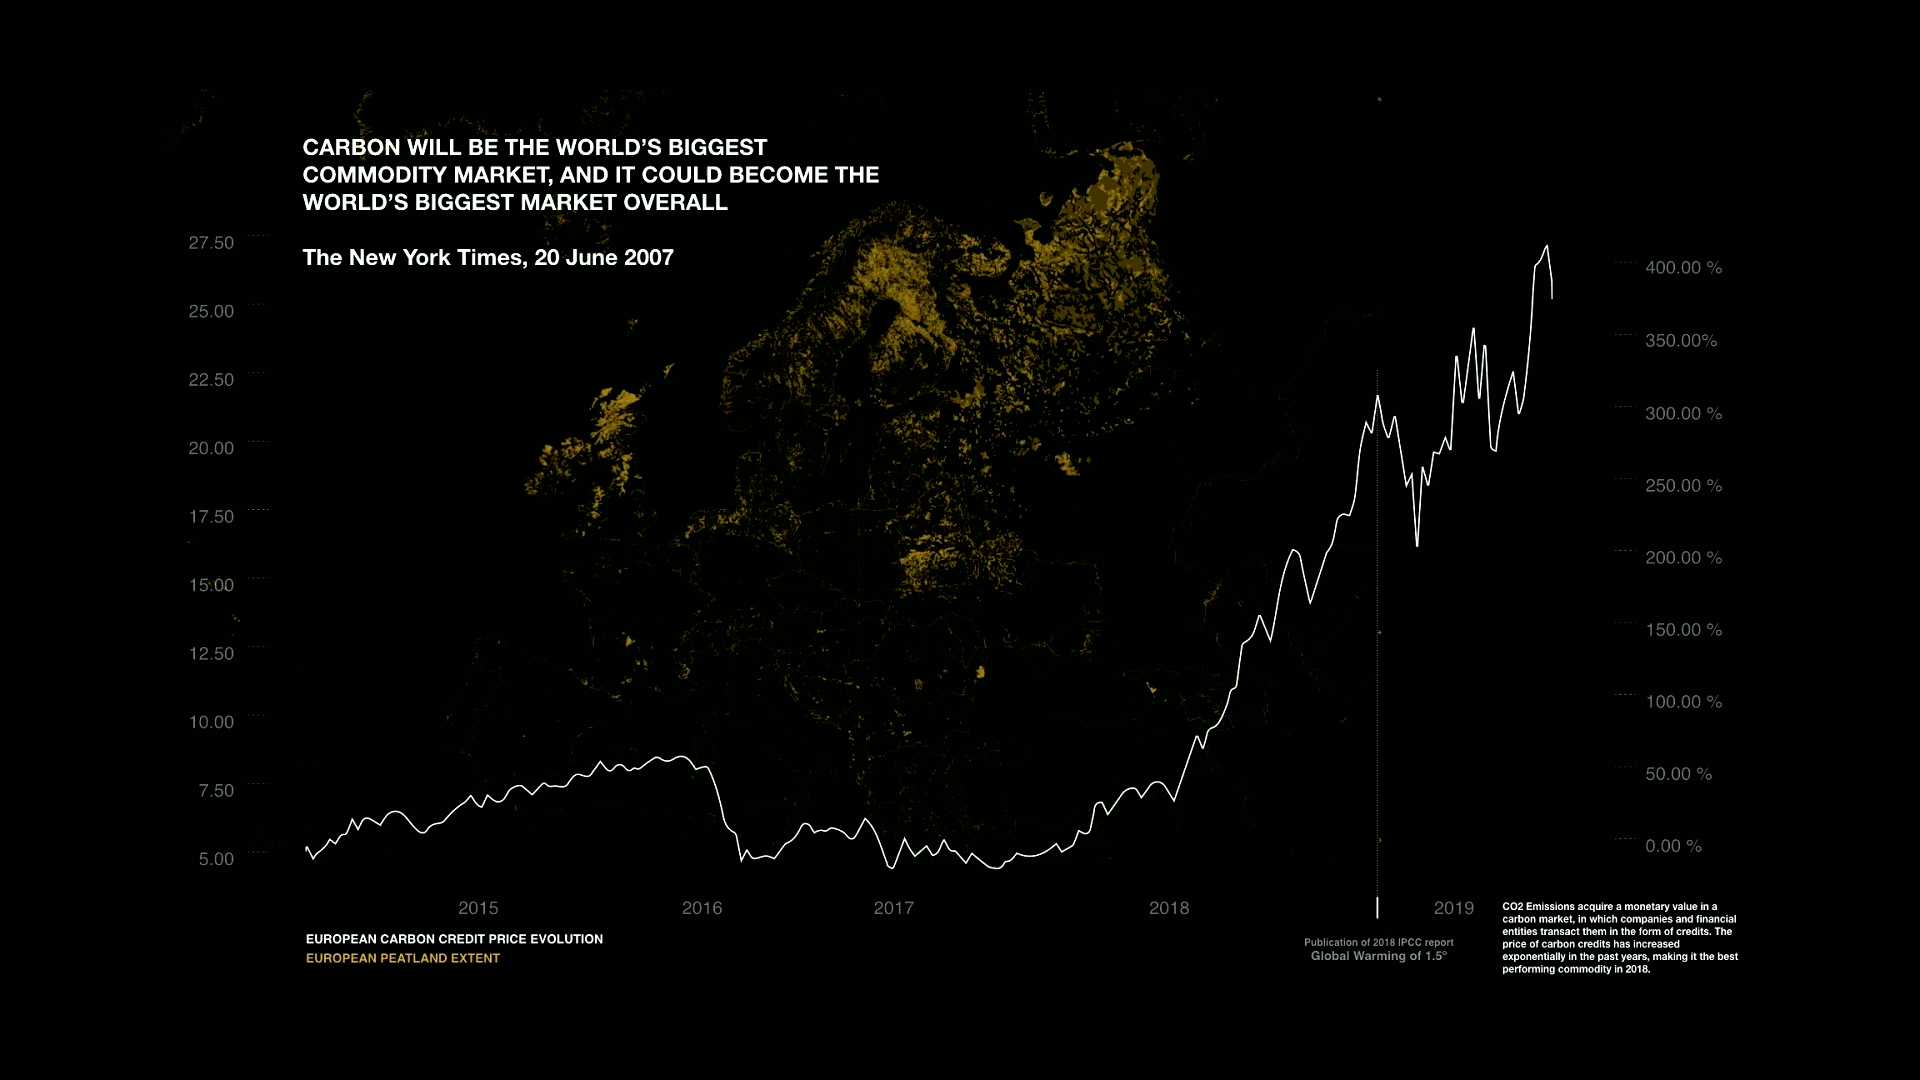 CARBON WILL BE THE WORLD’S BIGGEST
COMMODITY MARKET, AND IT COULD BECOME THE
WORLD’S BIGGEST MARKET OVERALL
The New York Times, 20 June 2007
27.50
25.00
22.50
20.00
17.50
15.00
12.50
10.00
7.50
5.00
400.00 %
350.00%
300.00 %
250.00 %
200.00 %
150.00 %
100.00 %
50.00 %
0.00 %
2015
2016
2017
2018
2019
EUROPEAN CARBON CREDIT PRICE EVOLUTION
EUROPEAN PEATLAND EXTENT
Publication of 2018 IPCC report
Global Warming of 1.5°
CO2 Emissions acquire a monetary value in a
carbon market, in which companies and financial
entities transact them in the form of credits. The
price of carbon credits has increased
exponentially in the past years, making it the best
performing commodity in 2018.